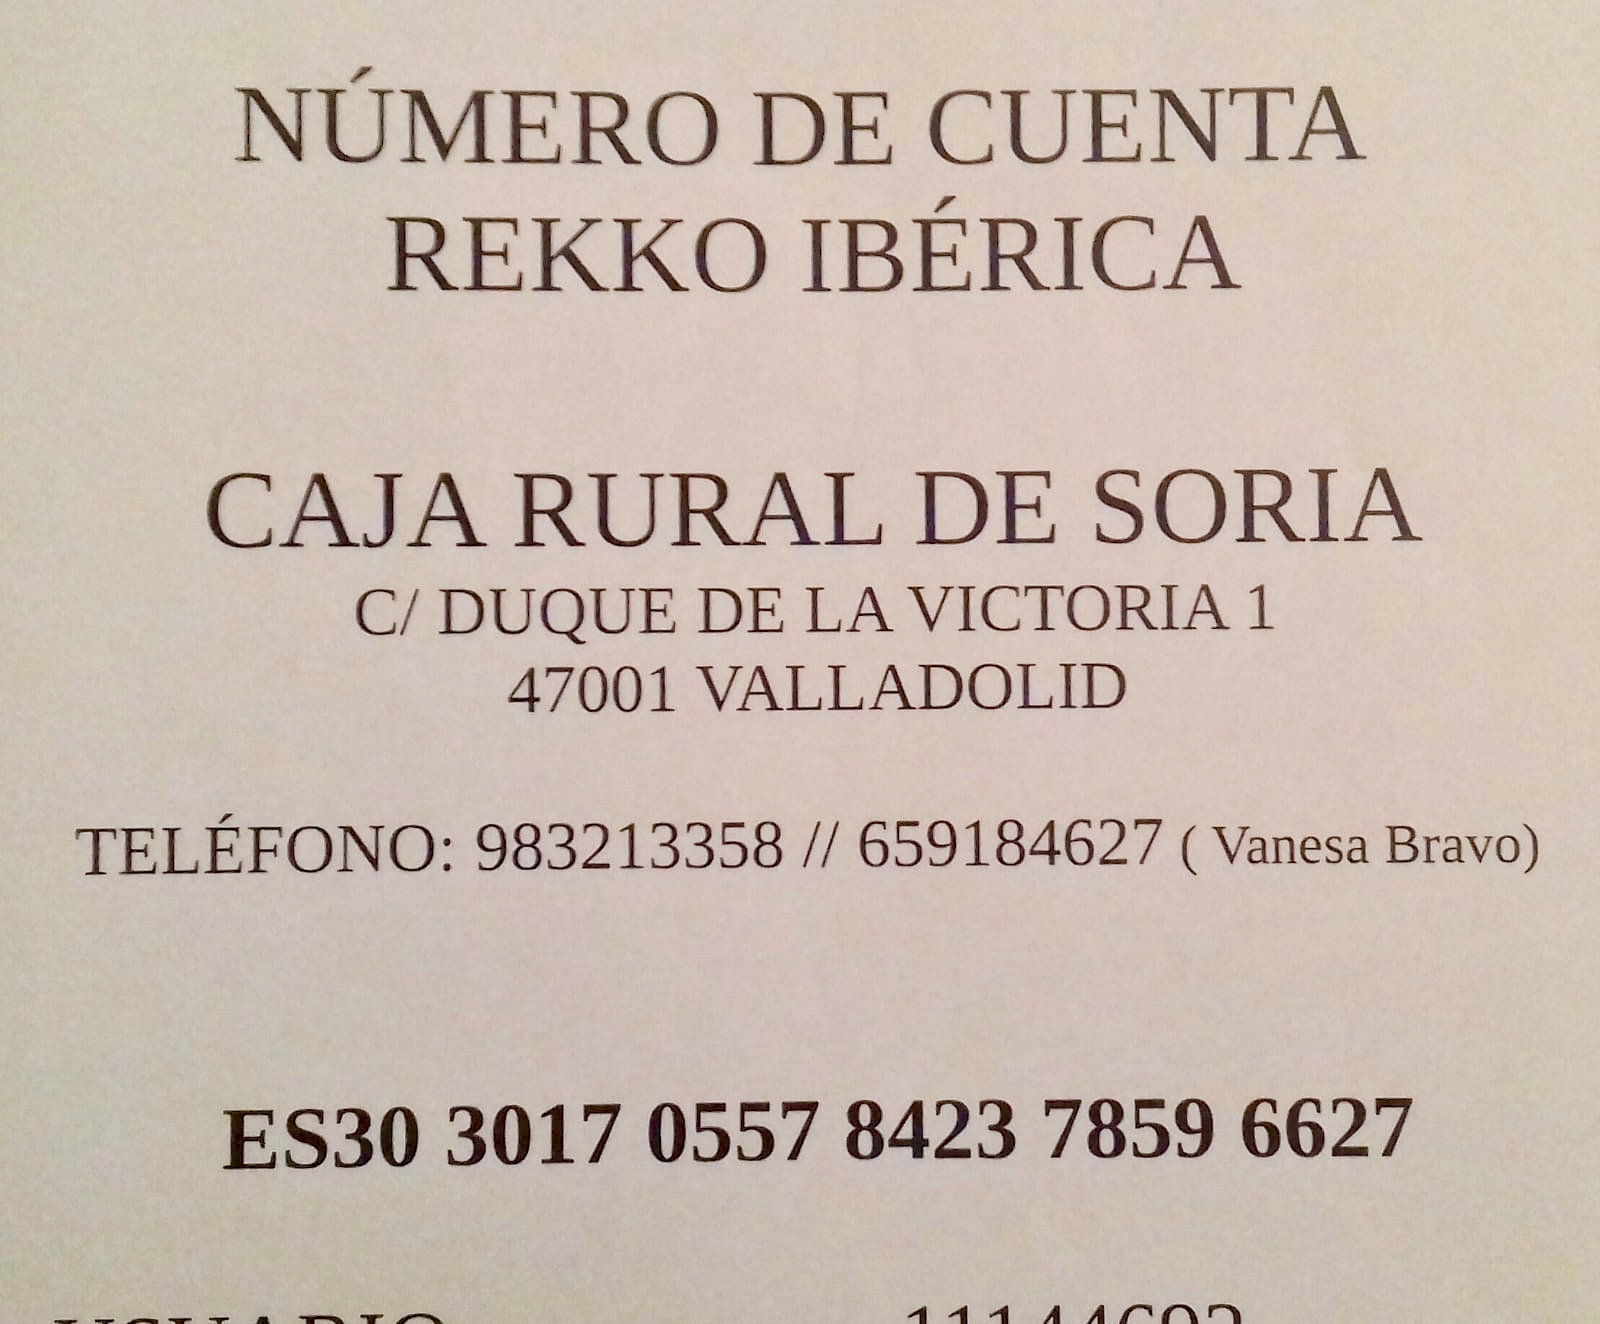 NÚMERO DE CUENTA
REKKO IBÉRICA
CAJA RURAL DE SORIA
C/ DUQUE DE LA VICTORIA 1
47001 VALLADOLID
TELÉFONO: 983213358 // 659184627 ( Vanesa Bravo)
ES30 3017 0557 8423 7859 6627
USUARIO